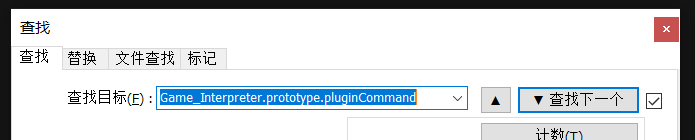 查找
查找 替换 文件查找 标记
查找目标(F) : Game_Interpreter.prototype.pluginCommand ▲ ▼ 查找下一个
计数(T)